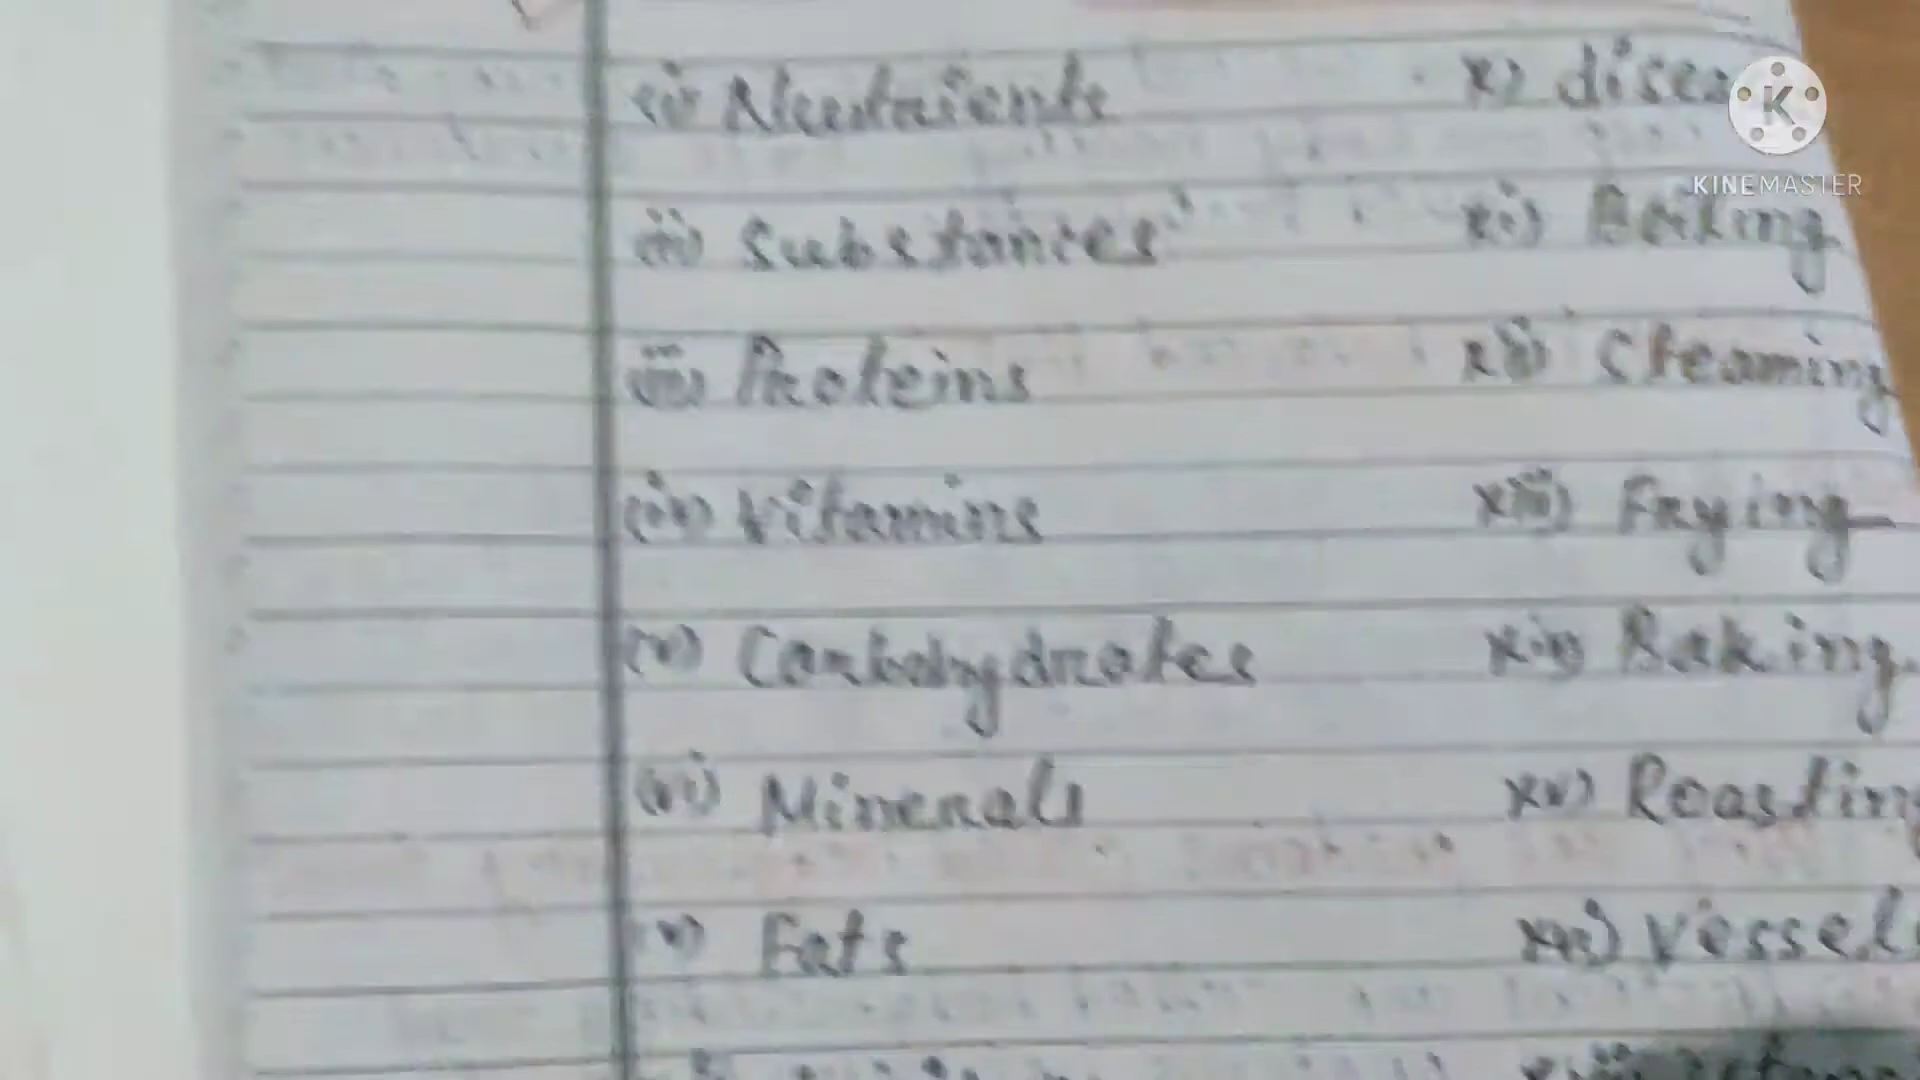 (i) Nutrients x)
ii) Substances xi) Boiling
iii) Proteins xii) Steaming
(iv) Vitamins xiii) Frying
(v) Carbohydrates xiv) Baking
(vi) Minerals xv) Roasting
v) Fats xvi) Vessel
K
KINEMASTER